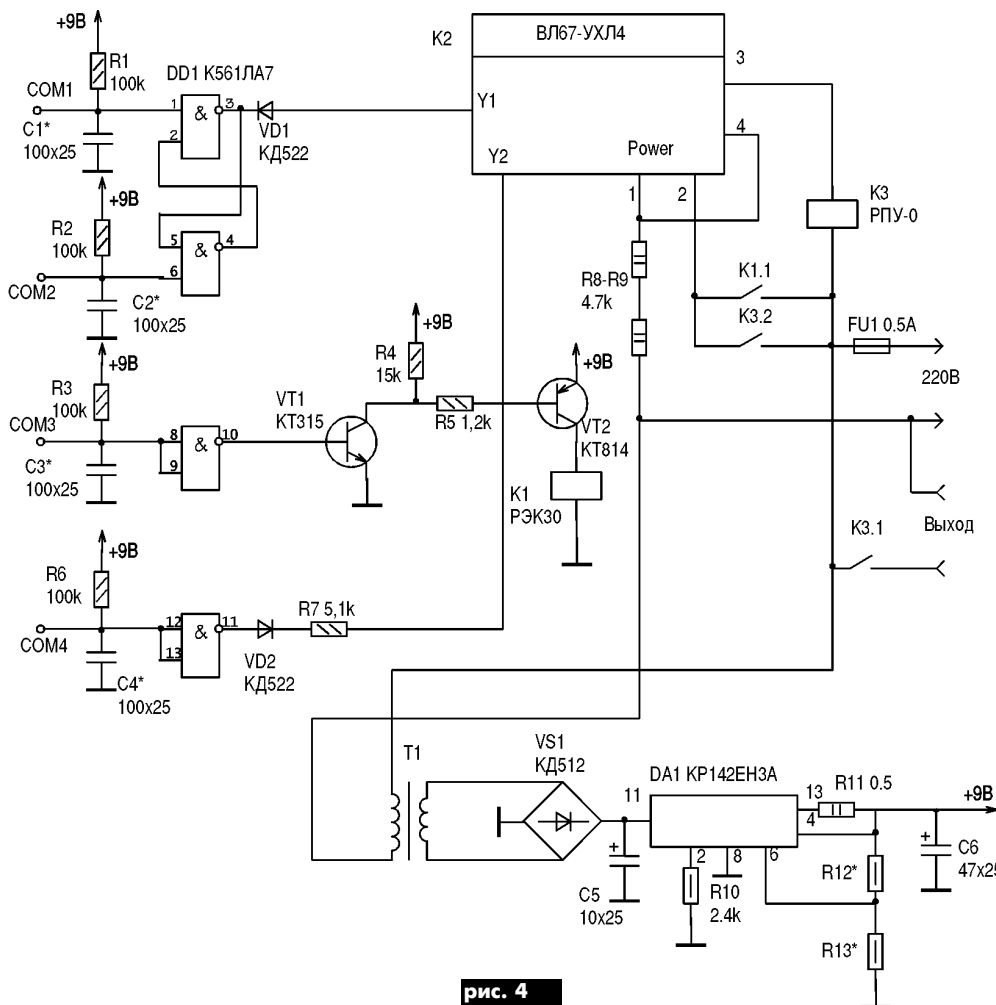 +9В
R1
100k
COM1
C1*
100x25
DD1 К561ЛА7
1
2
&
3
VD1
КД522
+9В
R2
100k
COM2
C2*
100x25
5
6
&
4
K2
ВЛ67-УХЛ4
Y1
Y2
Power
1
2
3
4
K3
РПУ-0
R8-R9
4.7k
K1.1
K3.2
FU1 0.5A
220В
+9В
R3
100k
COM3
C3*
100x25
8
9
&
10
VT1
КТ315
+9В
R4
15k
R5 1,2k
+9В
VT2
КТ814
K1
РЭК30
Выход
K3.1
+9В
R6
100k
COM4
C4*
100x25
12
13
&
11
VD2
КД522
R7 5,1k
T1
VS1
КД512
+
C5
10x25
DA1 КР142ЕН3А
11
13
4
2
8
6
R10
2.4k
R11 0.5
+9В
R12*
R13*
+
C6
47x25
рис. 4